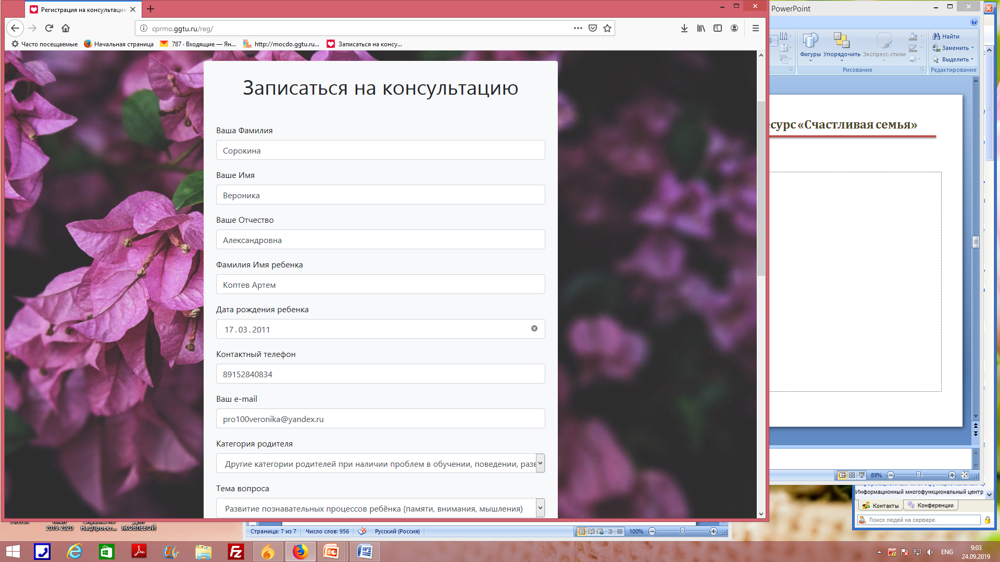 Регистрация на консультацию
cprmo.ggtu.ru/reg/
Часто посещаемые
Начальная страница
787 · Входящие — Ян...
http://mocdo.ggtu.ru...
Записаться на консу...
Записаться на консультацию
Ваша Фамилия
Сорокина
Ваше Имя
Вероника
Ваше Отчество
Александровна
Фамилия Имя ребенка
Коптев Артем
Дата рождения ребенка
17.03.2011
Контактный телефон
89152840834
Ваш e-mail
pro100veronika@yandex.ru
Категория родителя
Другие категории родителей при наличии проблем в обучении, поведении, разв
Тема вопроса
Развитие познавательных процессов ребёнка (памяти, внимания, мышления)
PowerPoint
Фигуры
Упорядочить
Экспресс-стили
Рисование
Найти
Заменить
Выделить
Редактирование
есурс «Счастливая семья»
89%
Информационный многофункциональный центр
Контакты
Конференции
Поиск людей на сервере.
2019-2020
НацПроект...
ЯКОВЛЕВОЙ
Страница: 7 из 7
Число слов: 956
Русский (Россия)
100%
ENG
9:03
24.09.2019